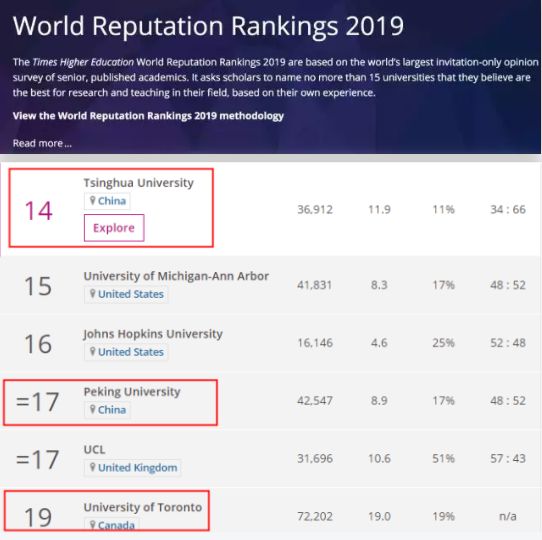 World Reputation Rankings 2019
The Times Higher Education World Reputation Rankings 2019 are based on the world's largest invitation-only opinion
survey of senior, published academics. It asks scholars to name no more than 15 universities that they believe are
the best for research and teaching in their field, based on their own experience.
View the World Reputation Rankings 2019 methodology
Read more...
Tsinghua University
14 China 36,912 11.9 11% 34 : 66
Explore
University of Michigan-Ann Arbor
15 United States 41,831 8.3 17% 48 : 52
Johns Hopkins University
16 United States 16,146 4.6 25% 52 : 48
Peking University
=17 China 42,547 8.9 17% 48 : 52
UCL
=17 United Kingdom 31,696 10.6 51% 57 : 43
University of Toronto
19 Canada 72,202 19.0 19% n/a